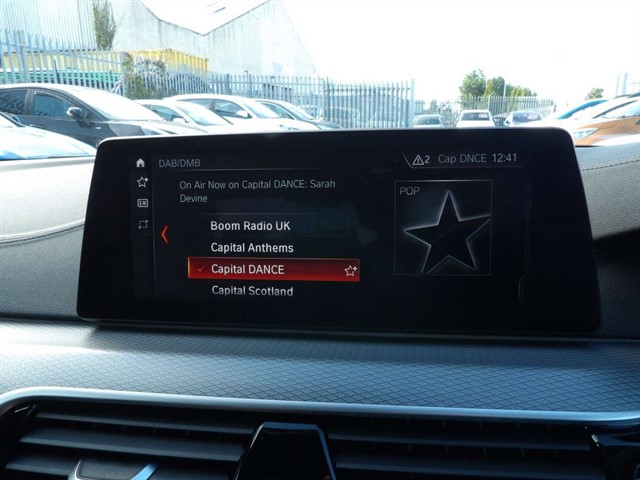 DAB/DMB
2 Cap DNCE 12:41
On Air Now on Capital DANCE: Sarah
Devine
POP
Boom Radio UK
Capital Anthems
Capital DANCE
Capital Scotland